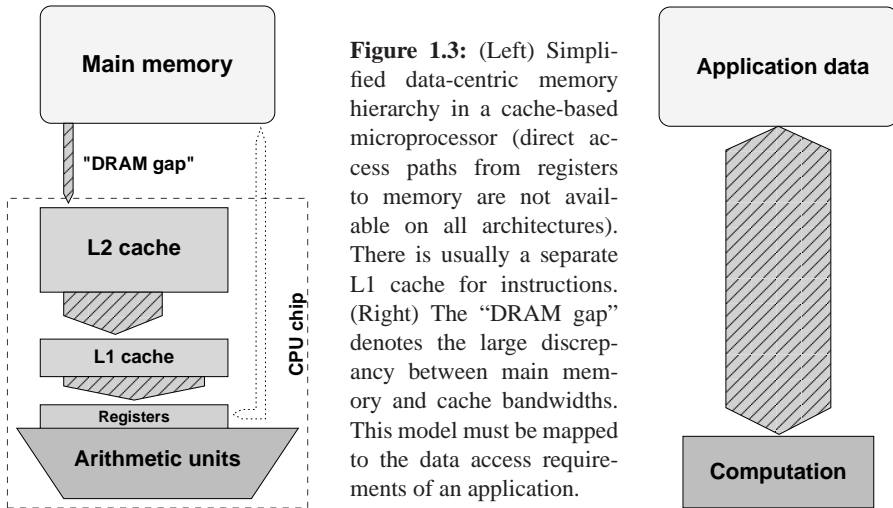 Main memory
"DRAM gap"
L2 cache
L1 cache
Registers
Arithmetic units
CPU chip
Figure 1.3: (Left) Simpli-
fied data-centric memory
hierarchy in a cache-based
microprocessor (direct ac-
cess paths from registers
to memory are not avail-
able on all architectures).
There is usually a separate
L1 cache for instructions.
(Right) The “DRAM gap”
denotes the large discrep-
ancy between main mem-
ory and cache bandwidths.
This model must be mapped
to the data access require-
ments of an application.
Application data
Computation